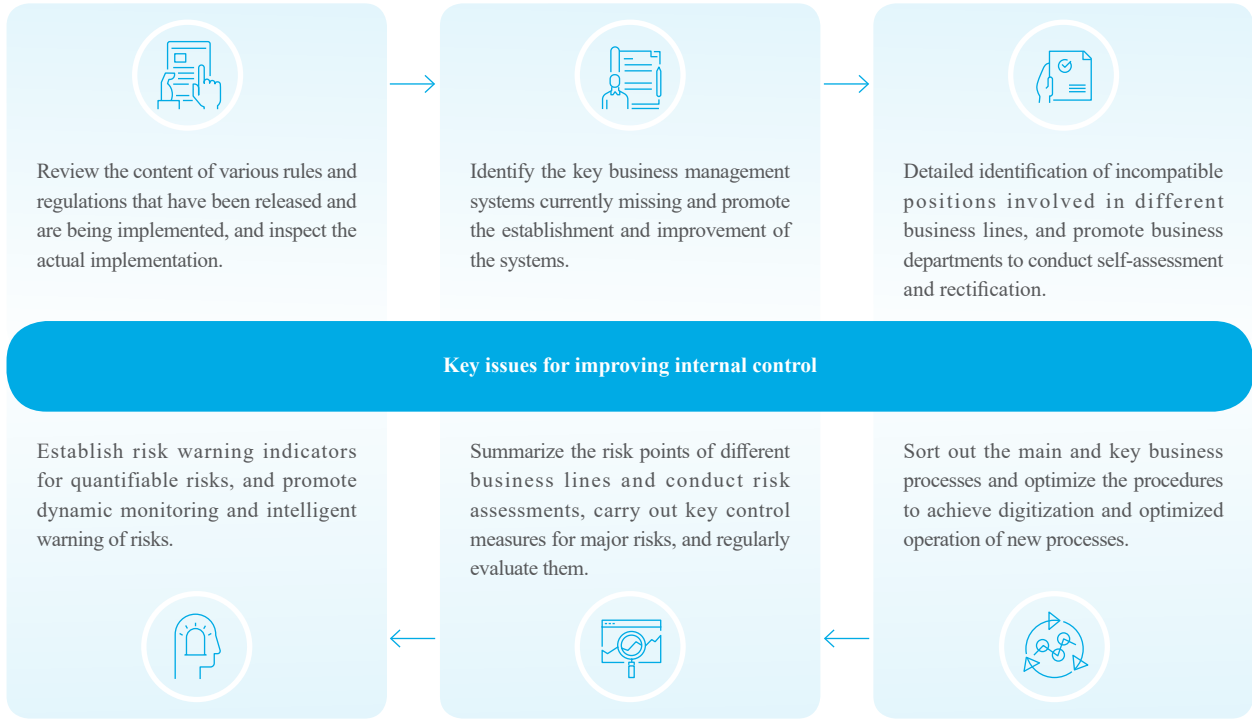 Review the content of various rules and
regulations that have been released and
are being implemented, and inspect the
actual implementation.
Identify the key business management
systems currently missing and promote
the establishment and improvement of
the systems.
Detailed identification of incompatible
positions involved in different
business lines, and promote business
departments to conduct self-assessment
and rectification.
Key issues for improving internal control
Establish risk warning indicators
for quantifiable risks, and promote
dynamic monitoring and intelligent
warning of risks.
Summarize the risk points of different
business lines and conduct risk
assessments, carry out key control
measures for major risks, and regularly
evaluate them.
Sort out the main and key business
processes and optimize the procedures
to achieve digitization and optimized
operation of new processes.